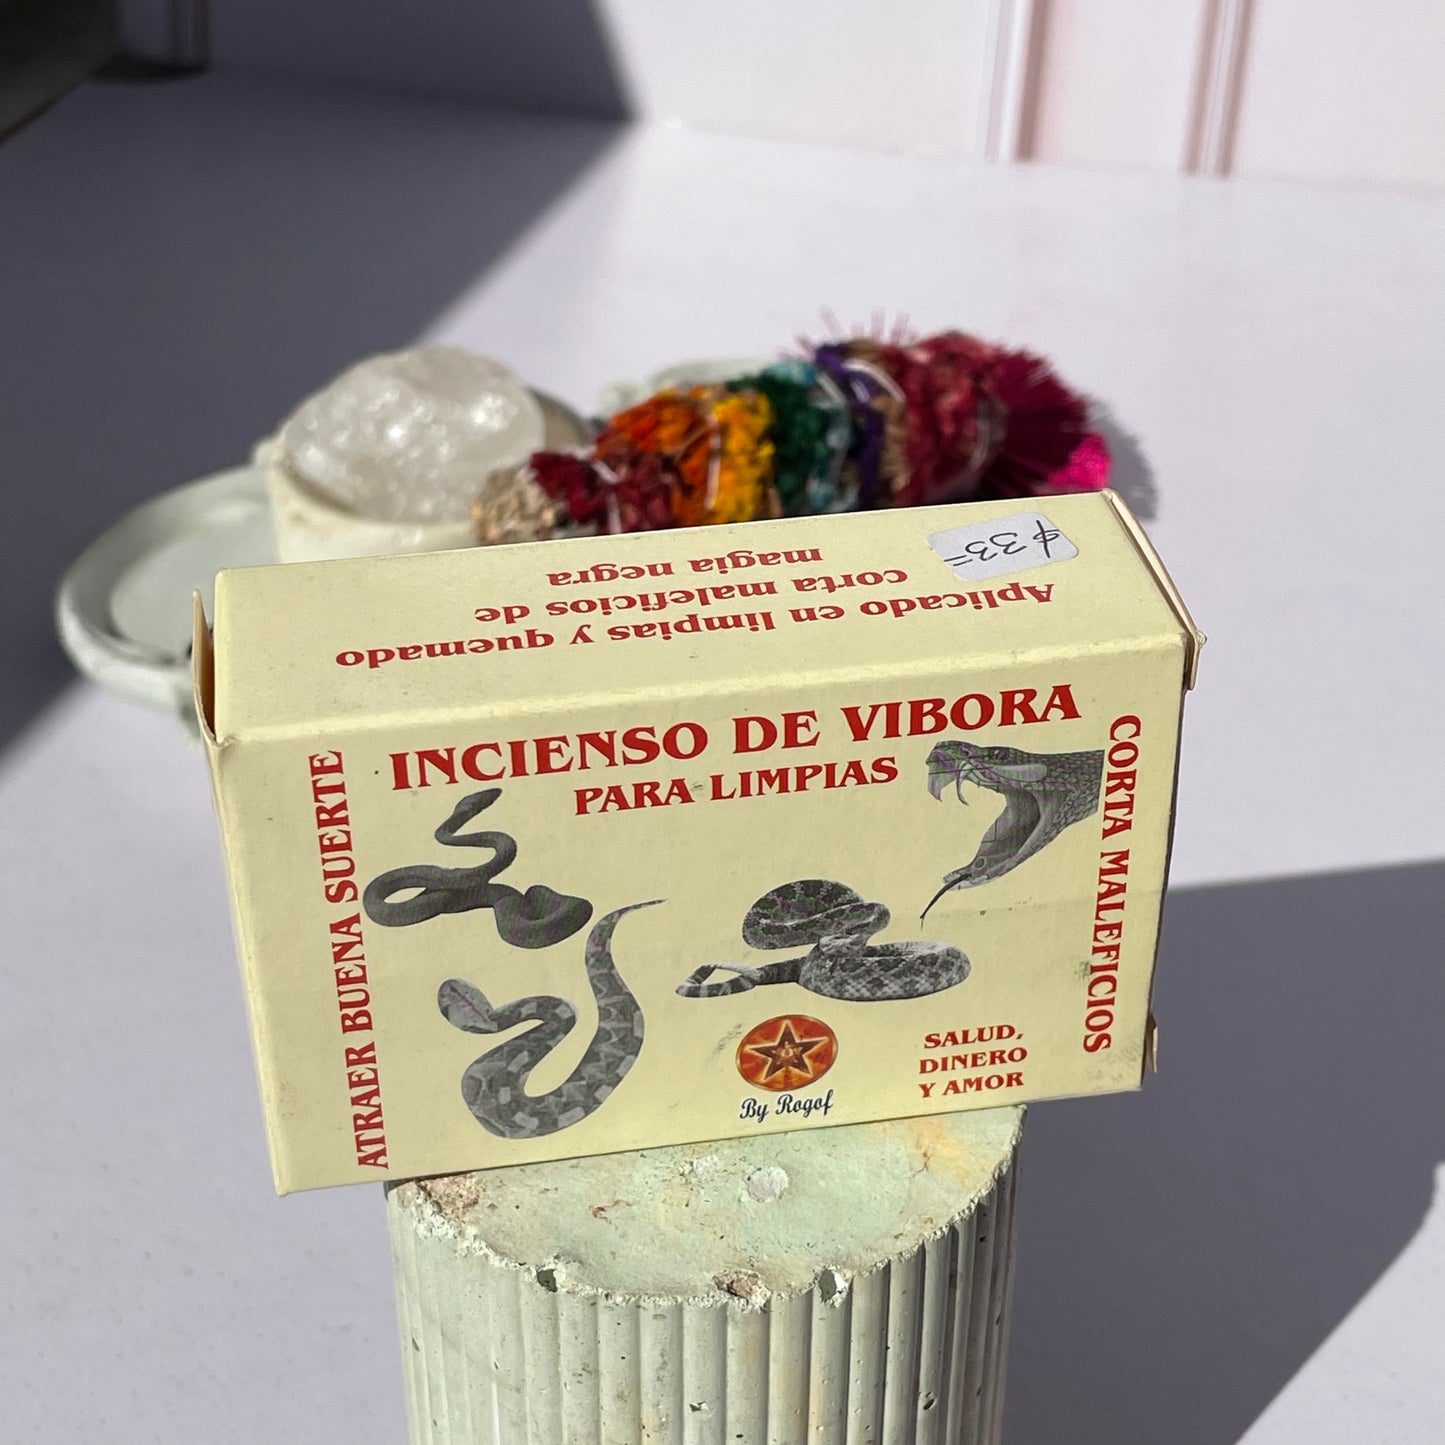 $33=
Aplicado en limpias y quemado
corta maleficios de
magia negra
INCIENSO DE VIBORA
PARA LIMPIAS
ATRAER BUENA SUERTE
CORTA MALEFICIOS
SALUD,
DINERO
Y AMOR
By Rogof